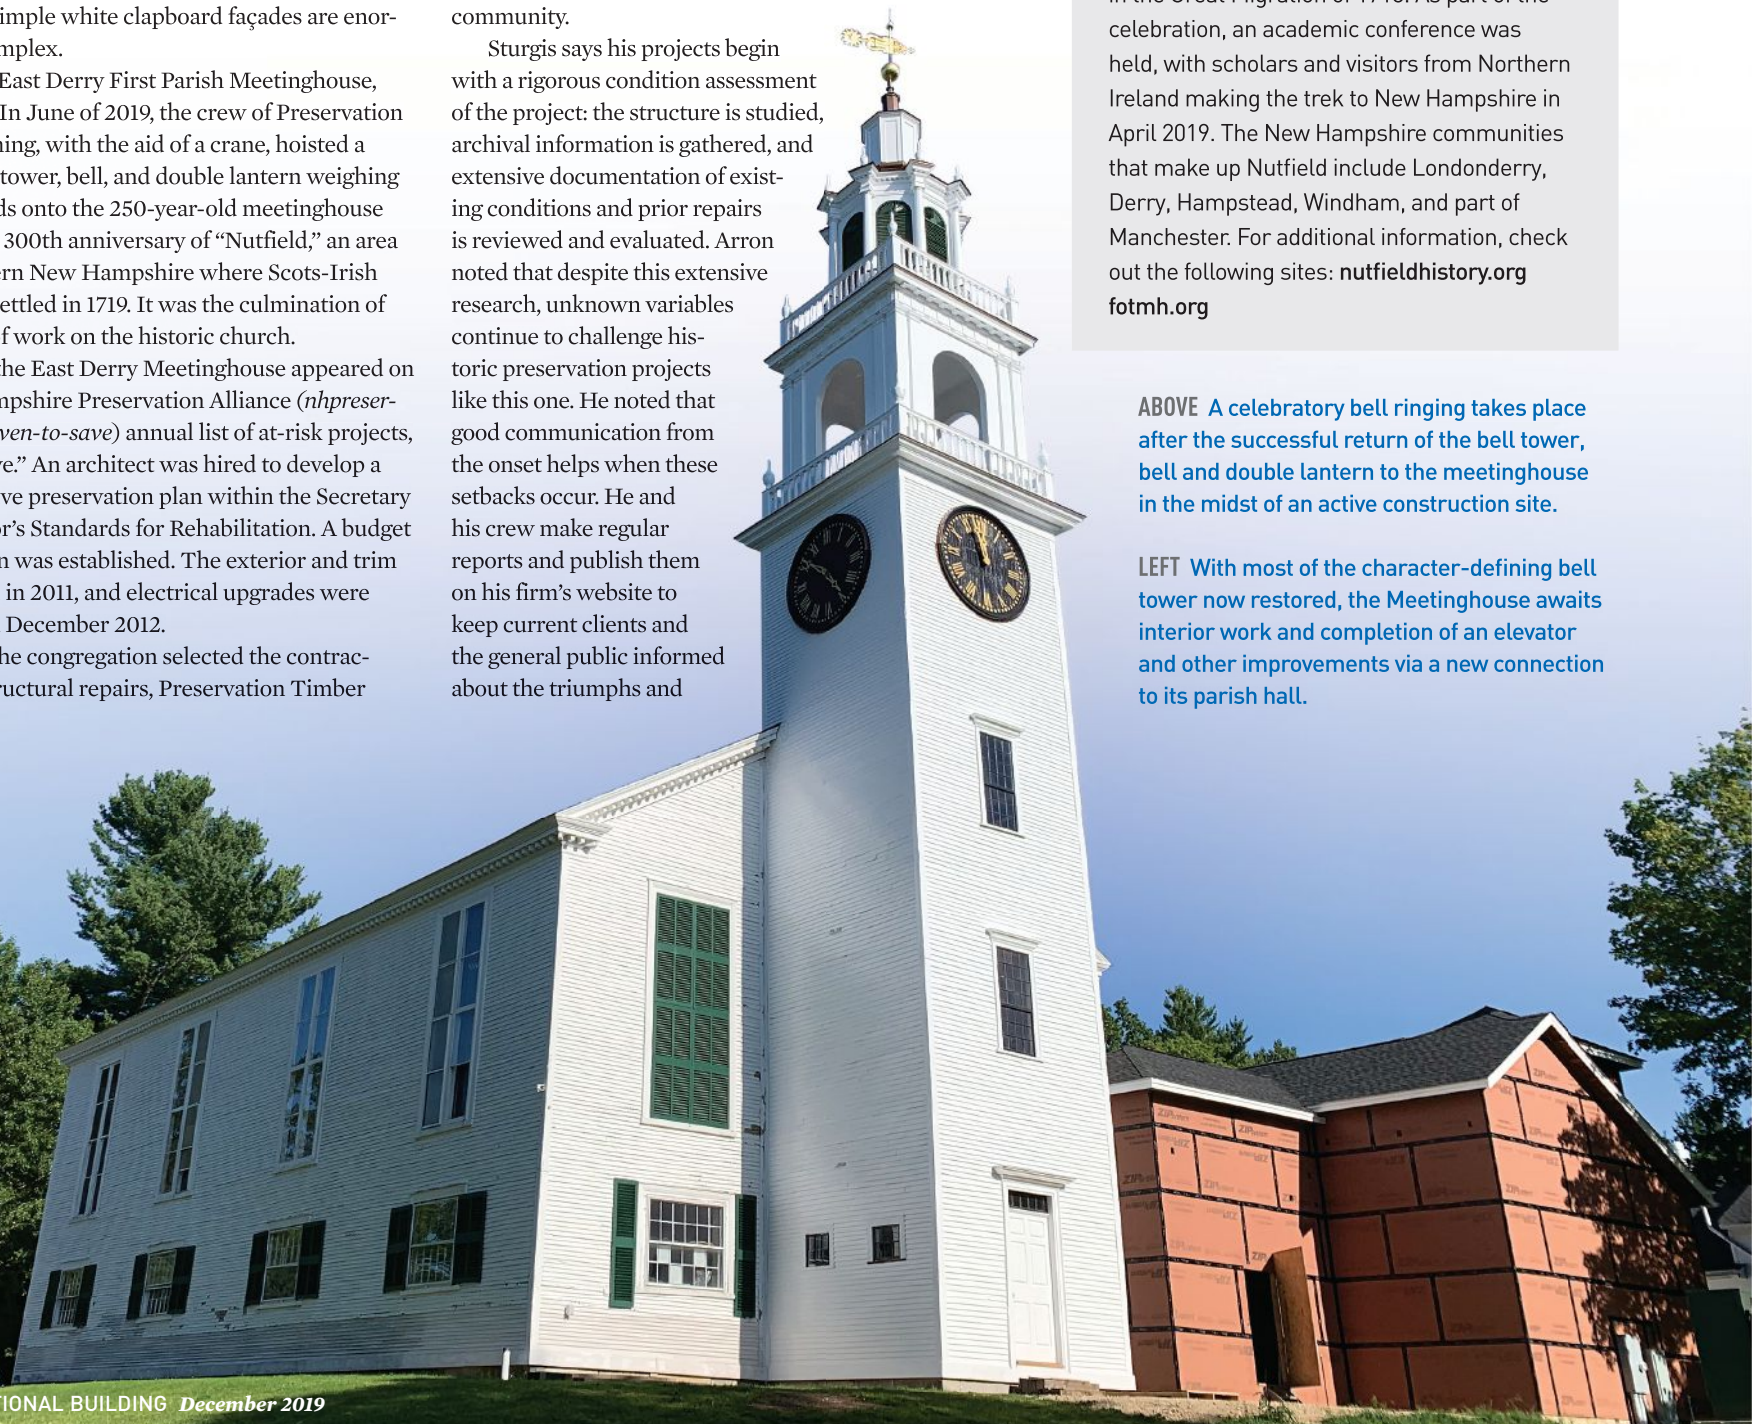 imple white clapboard façades are enor-
mplex.
East Derry First Parish Meetinghouse,
In June of 2019, the crew of Preservation
ing, with the aid of a crane, hoisted a
tower, bell, and double lantern weighing
ds onto the 250-year-old meetinghouse
300th anniversary of “Nutfield,” an area
ern New Hampshire where Scots-Irish
ettled in 1719. It was the culmination of
f work on the historic church.
the East Derry Meetinghouse appeared on
mpshire Preservation Alliance (nhpreser-
ven-to-save) annual list of at-risk projects,
ve.” An architect was hired to develop a
ve preservation plan within the Secretary
or’s Standards for Rehabilitation. A budget
n was established. The exterior and trim
in 2011, and electrical upgrades were
December 2012.
he congregation selected the contrac-
ructural repairs, Preservation Timber
community.
Sturgis says his projects begin
with a rigorous condition assessment
of the project: the structure is studied,
archival information is gathered, and
extensive documentation of exist-
ing conditions and prior repairs
is reviewed and evaluated. Arron
noted that despite this extensive
research, unknown variables
continue to challenge his-
toric preservation projects
like this one. He noted that
good communication from
the onset helps when these
setbacks occur. He and
his crew make regular
reports and publish them
on his firm’s website to
keep current clients and
the general public informed
about the triumphs and
celebration, an academic conference was
held, with scholars and visitors from Northern
Ireland making the trek to New Hampshire in
April 2019. The New Hampshire communities
that make up Nutfield include Londonderry,
Derry, Hampstead, Windham, and part of
Manchester. For additional information, check
out the following sites: nutfieldhistory.org
fotmh.org
ABOVE A celebratory bell ringing takes place
after the successful return of the bell tower,
bell and double lantern to the meetinghouse
in the midst of an active construction site.
LEFT With most of the character-defining bell
tower now restored, the Meetinghouse awaits
interior work and completion of an elevator
and other improvements via a new connection
to its parish hall.
TIONAL BUILDING December 2019